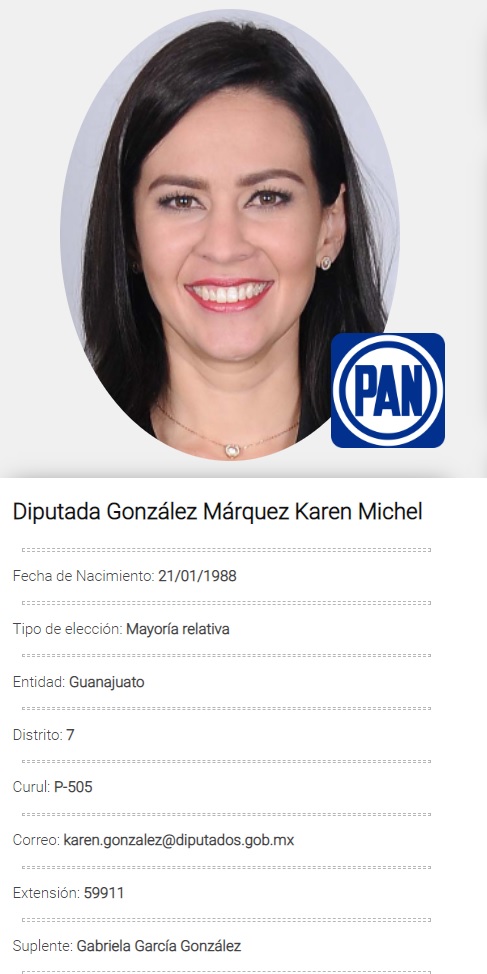 PAN
Diputada González Márquez Karen Michel
Fecha de Nacimiento: 21/01/1988
Tipo de elección: Mayoría relativa
Entidad: Guanajuato
Distrito: 7
Curul: P-505
Correo: karen.gonzalez@diputados.gob.mx
Extensión: 59911
Suplente: Gabriela García González